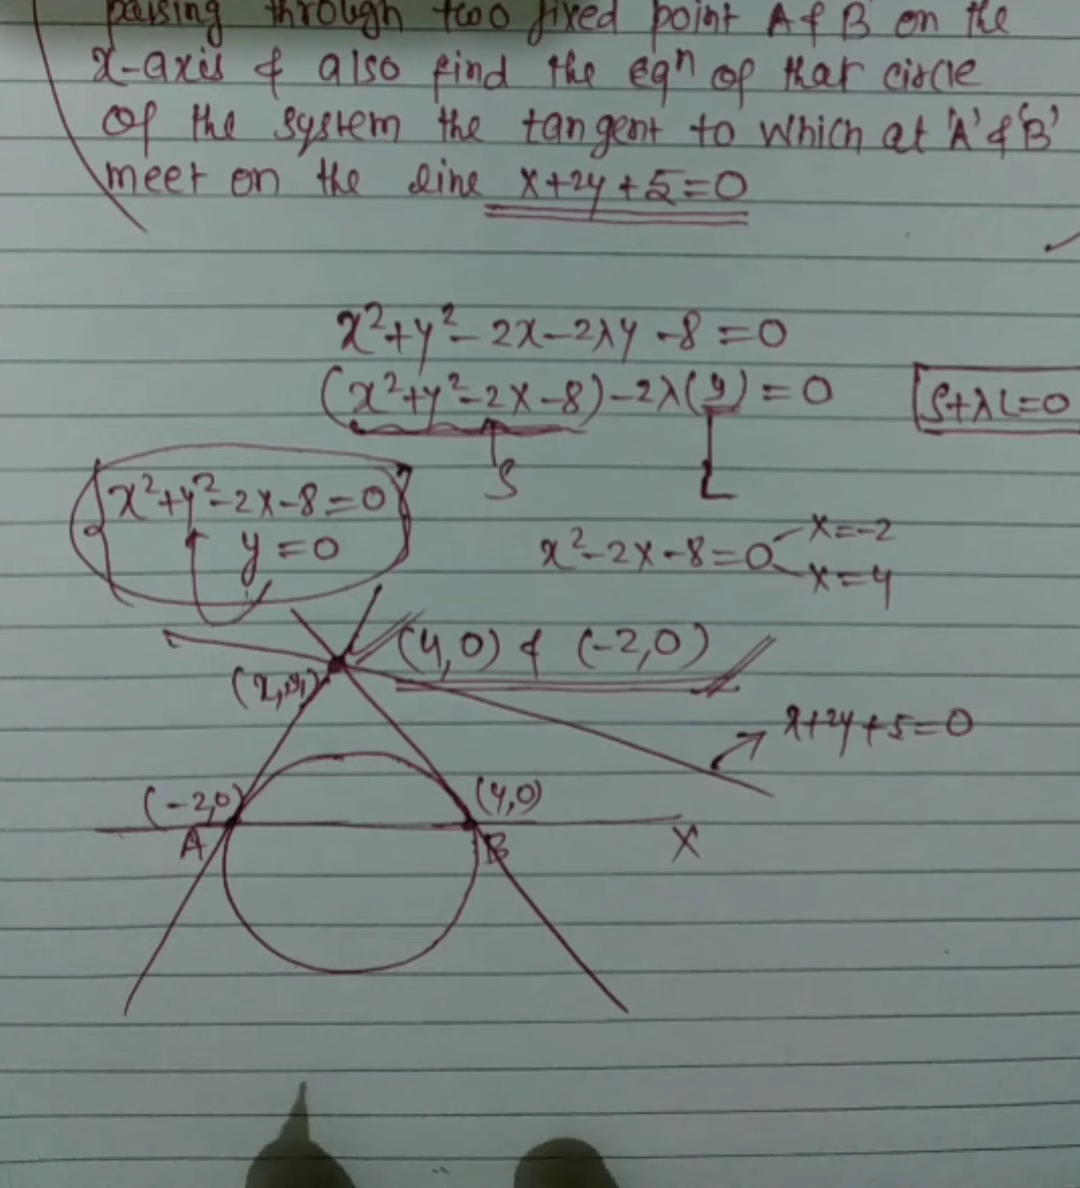 passing through two fixed point A & B on the
x-axis & also find the eqⁿ of that circle
of the system the tangent to which at 'A' & 'B'
meet on the line x+2y+5=0
x²+y²-2x-2λy-8=0
(x²+y²-2x-8)-2λ(y)=0
S+λL=0
S
L
x²+y²-2x-8=0
y=0
x²-2x-8=0
x=-2
x=4
(4,0) & (-2,0)
(x₁,y₁)
x+2y+5=0
(-2,0)
(4,0)
A
B
X